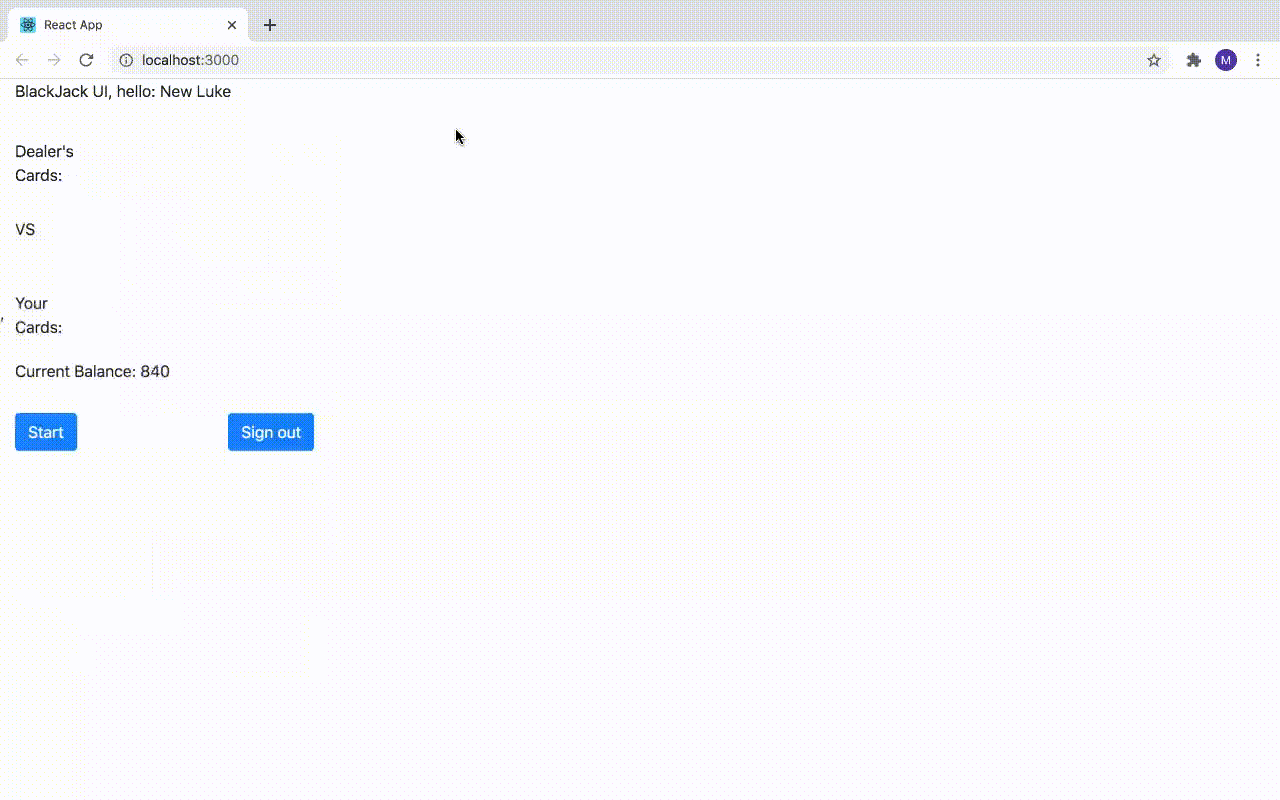 React App
localhost:3000
M
BlackJack UI, hello: New Luke
Dealer's
Cards:
VS
Your
Cards:
,
Current Balance: 840
Start
Sign out